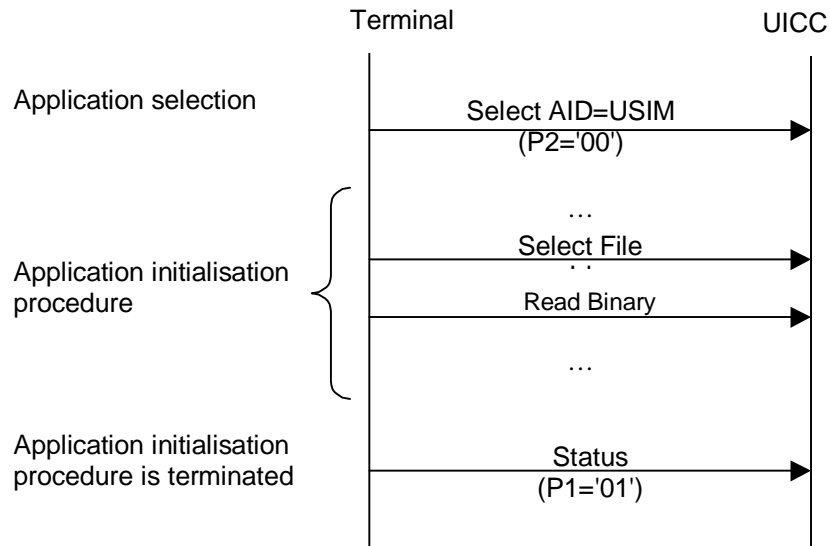 Terminal
UICC
Application selection
Select AID=USIM
(P2='00')
...
Select File
. .
Application initialisation
procedure
Read Binary
...
Application initialisation
procedure is terminated
Status
(P1='01')